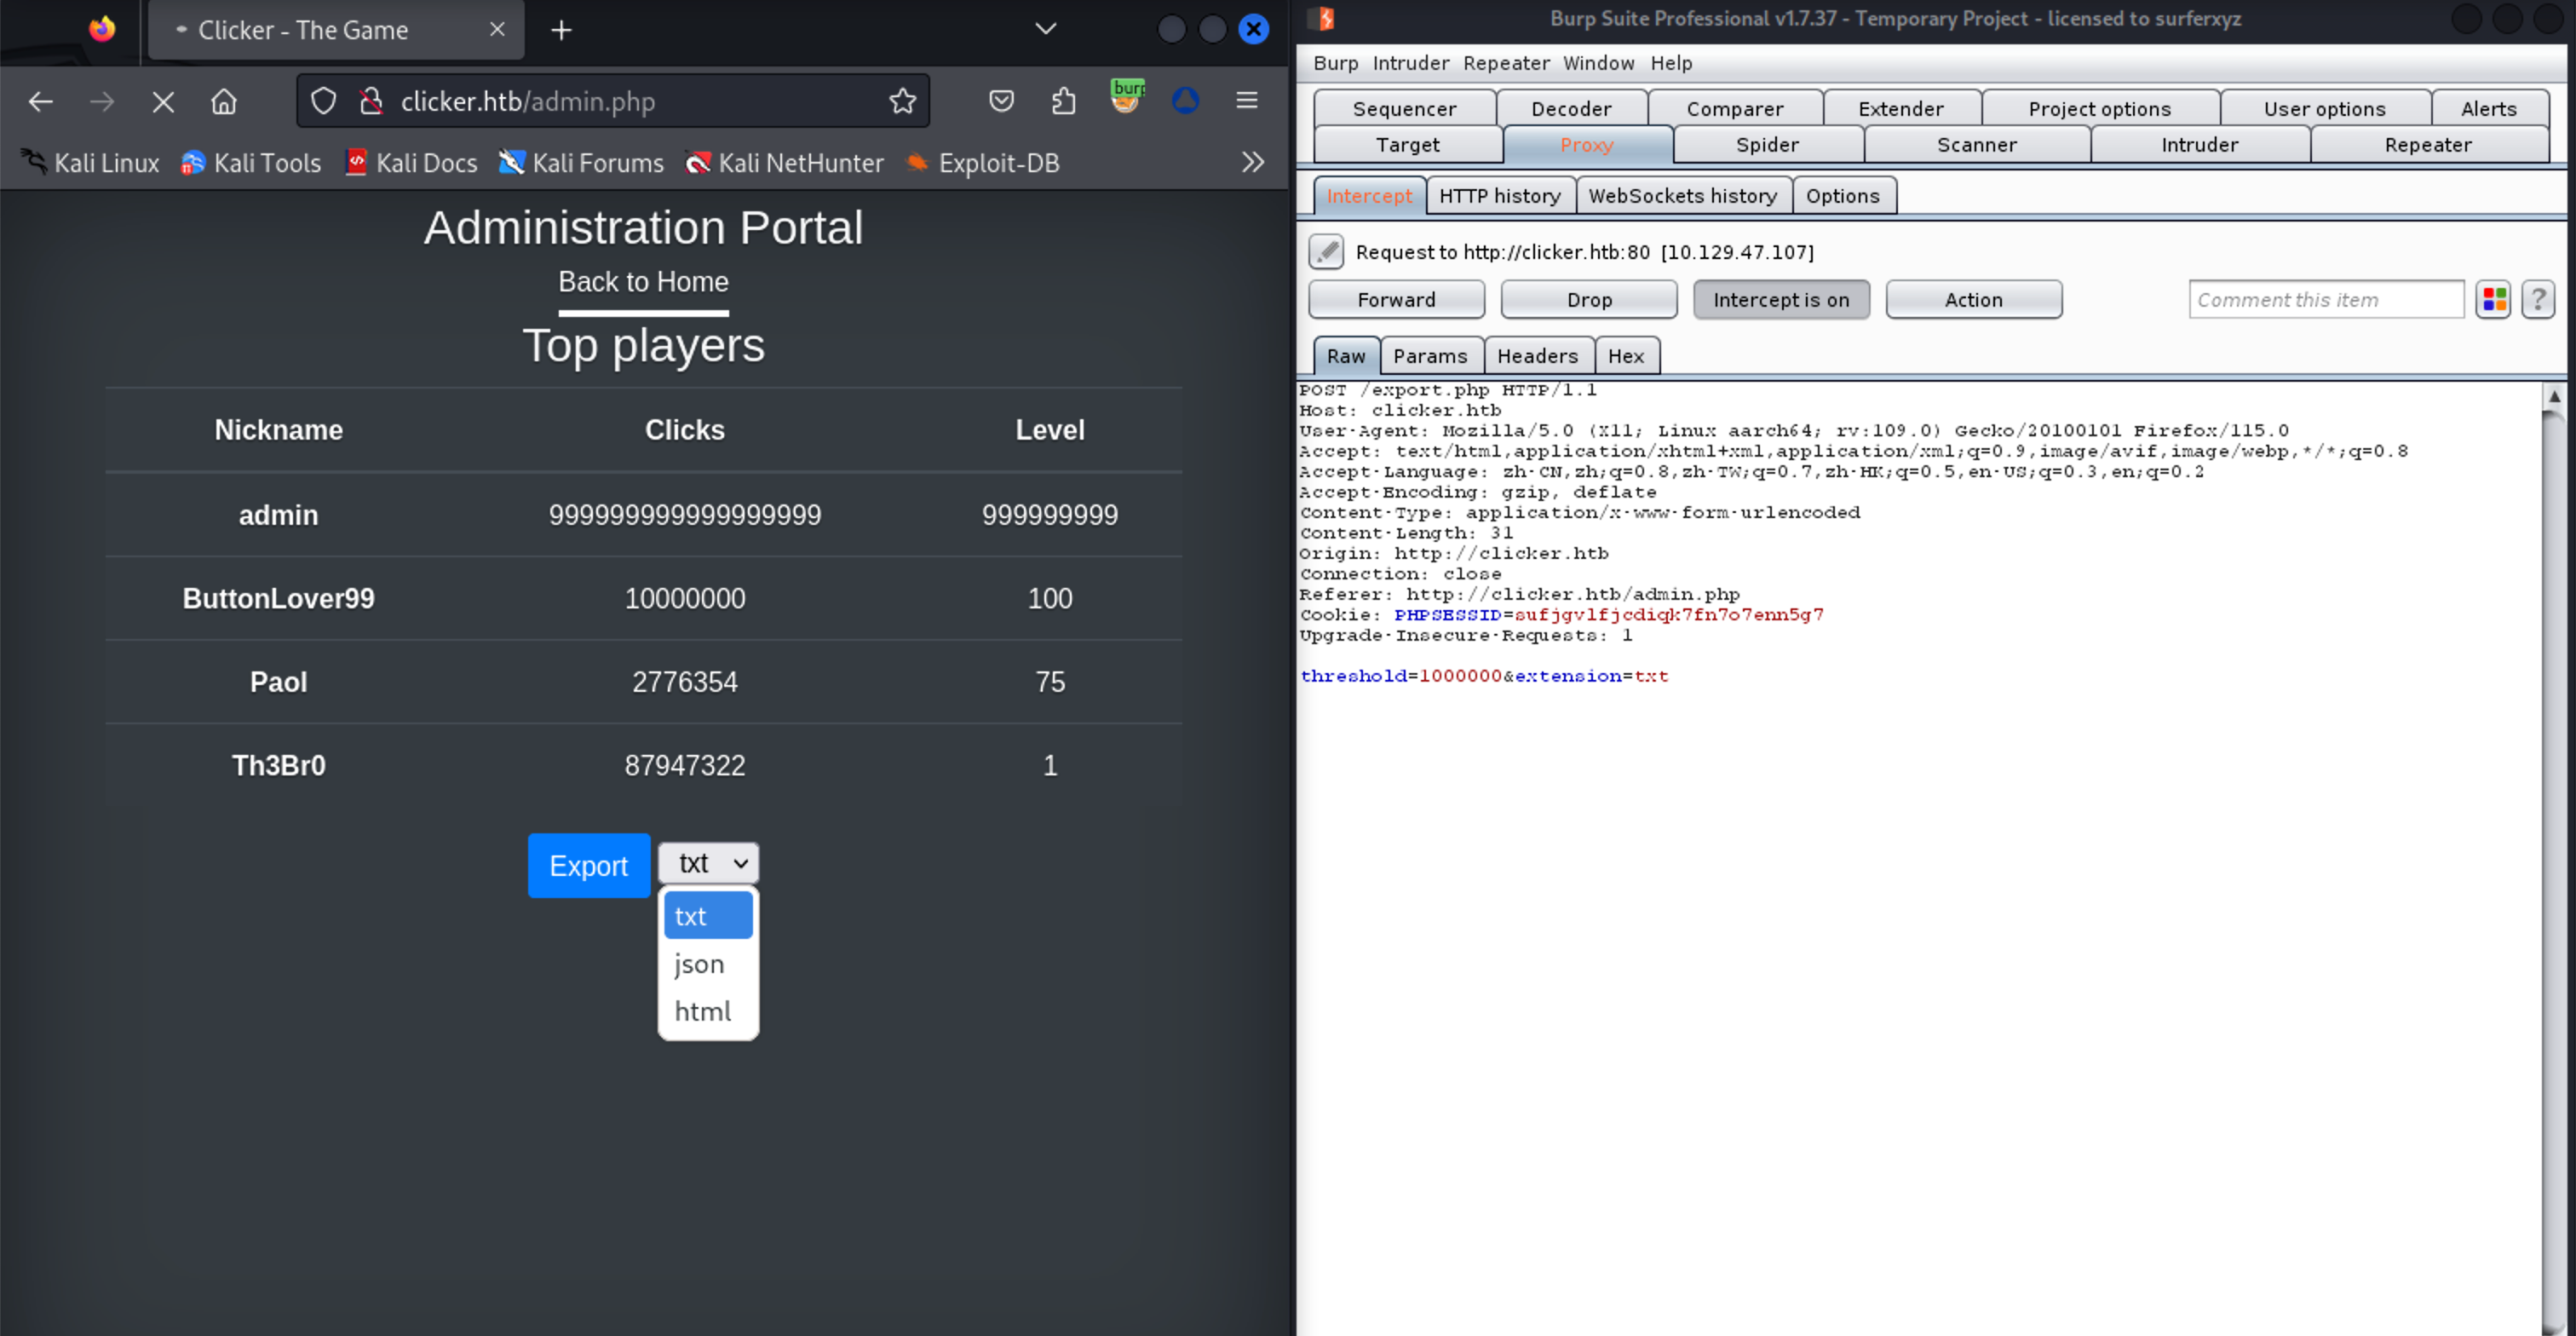 Clicker - The Game
clicker.htb/admin.php
burp
Kali Linux
Kali Tools
Kali Docs
Kali Forums
Kali NetHunter
Exploit-DB
Administration Portal
Back to Home
Top players
Nickname Clicks Level
admin 999999999999999999 999999999
ButtonLover99 10000000 100
Paol 2776354 75
Th3Br0 87947322 1
Export txt
txt
json
html
Burp Suite Professional v1.7.37 - Temporary Project - licensed to surferxyz
Burp Intruder Repeater Window Help
Sequencer Decoder Comparer Extender Project options User options Alerts
Target Proxy Spider Scanner Intruder Repeater
Intercept HTTP history WebSockets history Options
Request to http://clicker.htb:80 [10.129.47.107]
Forward Drop Intercept is on Action Comment this item ?
Raw Params Headers Hex
POST /export.php HTTP/1.1
Host: clicker.htb
User-Agent: Mozilla/5.0 (X11; Linux aarch64; rv:109.0) Gecko/20100101 Firefox/115.0
Accept: text/html,application/xhtml+xml,application/xml;q=0.9,image/avif,image/webp,*/*;q=0.8
Accept-Language: zh-CN,zh;q=0.8,zh-TW;q=0.7,zh-HK;q=0.5,en-US;q=0.3,en;q=0.2
Accept-Encoding: gzip, deflate
Content-Type: application/x-www-form-urlencoded
Content-Length: 31
Origin: http://clicker.htb
Connection: close
Referer: http://clicker.htb/admin.php
Cookie: PHPSESSID=sufjgvlfjcdiqk7fn7o7enn5g7
Upgrade-Insecure-Requests: 1
threshold=1000000&extension=txt